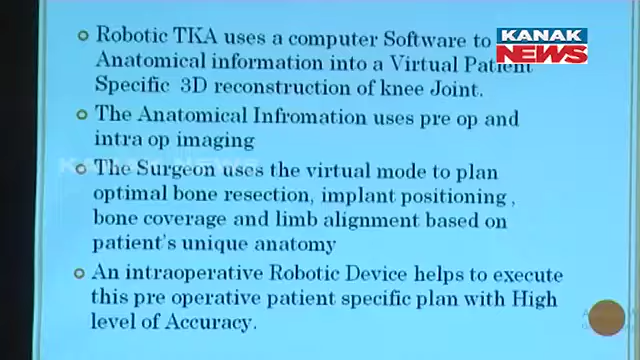 Robotic TKA uses a computer Software to
KANAK
NEWS
Anatomical information into a Virtual Patient
Specific 3D reconstruction of knee Joint.
The Anatomical Infromation uses pre op and
intra op imaging
KANAK NEWS
The Surgeon uses the virtual mode to plan
optimal bone resection, implant positioning ,
bone coverage and limb alignment based on
patient's unique anatomy
An intraoperative Robotic Device helps to execute
this pre operative patient specific plan with High
level of Accuracy.